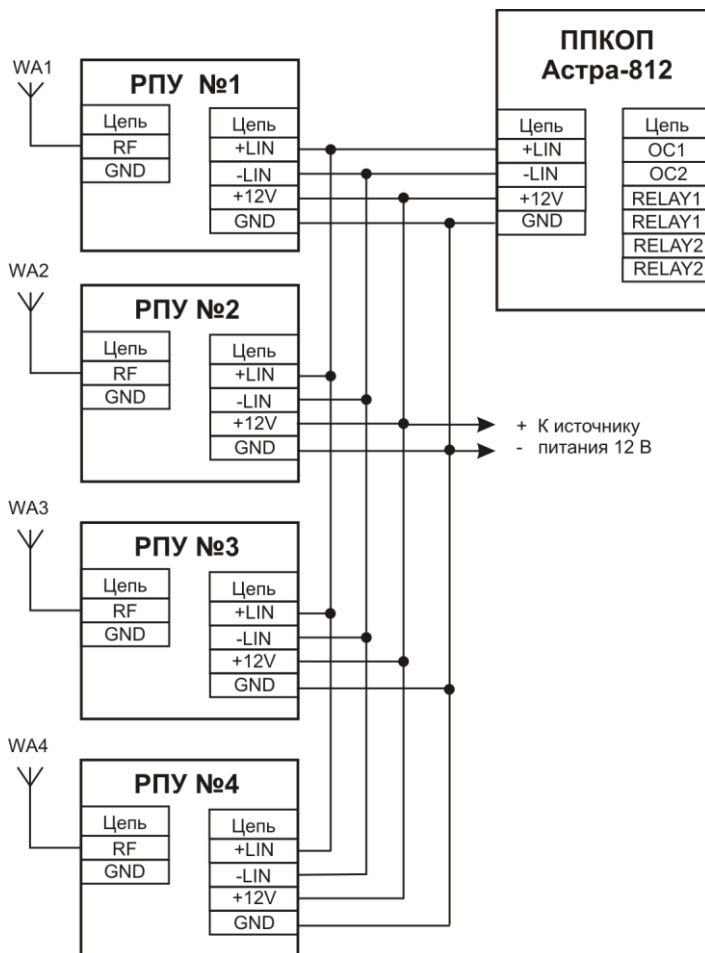 WA1
РПУ №1
Цепь
RF
GND
Цепь
+LIN
-LIN
+12V
GND
ППКОП
Астра-812
Цепь
+LIN
-LIN
+12V
GND
Цепь
OC1
OC2
RELAY1
RELAY1
RELAY2
RELAY2
WA2
РПУ №2
Цепь
RF
GND
Цепь
+LIN
-LIN
+12V
GND
+ К источнику
- питания 12 В
WA3
РПУ №3
Цепь
RF
GND
Цепь
+LIN
-LIN
+12V
GND
WA4
РПУ №4
Цепь
RF
GND
Цепь
+LIN
-LIN
+12V
GND